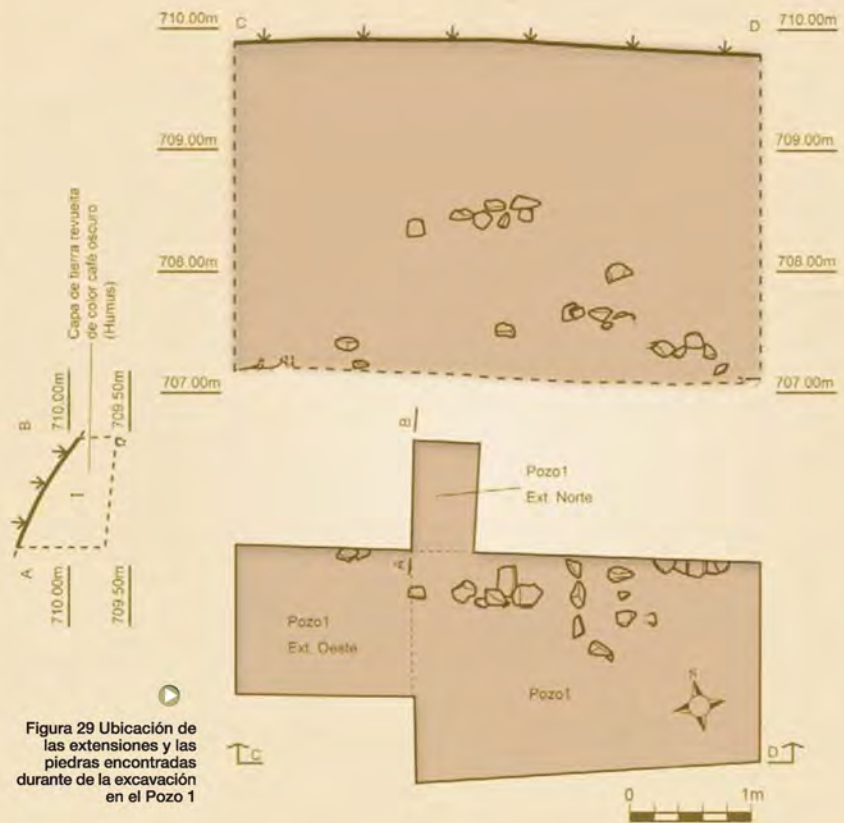 C
D
710.00m
710.00m
709.00m
709.00m
708.00m
708.00m
707.00m
707.00m
Capa de tierra revuelta
de color café oscuro
(Humus)
B
710.00m
709.50m
I
A
710.00m
709.50m
B
Pozo1
Ext. Norte
A
Pozo1
Ext. Oeste
Pozo1
N
C
D
0
1m
Figura 29 Ubicación de
las extensiones y las
piedras encontradas
durante de la excavación
en el Pozo 1